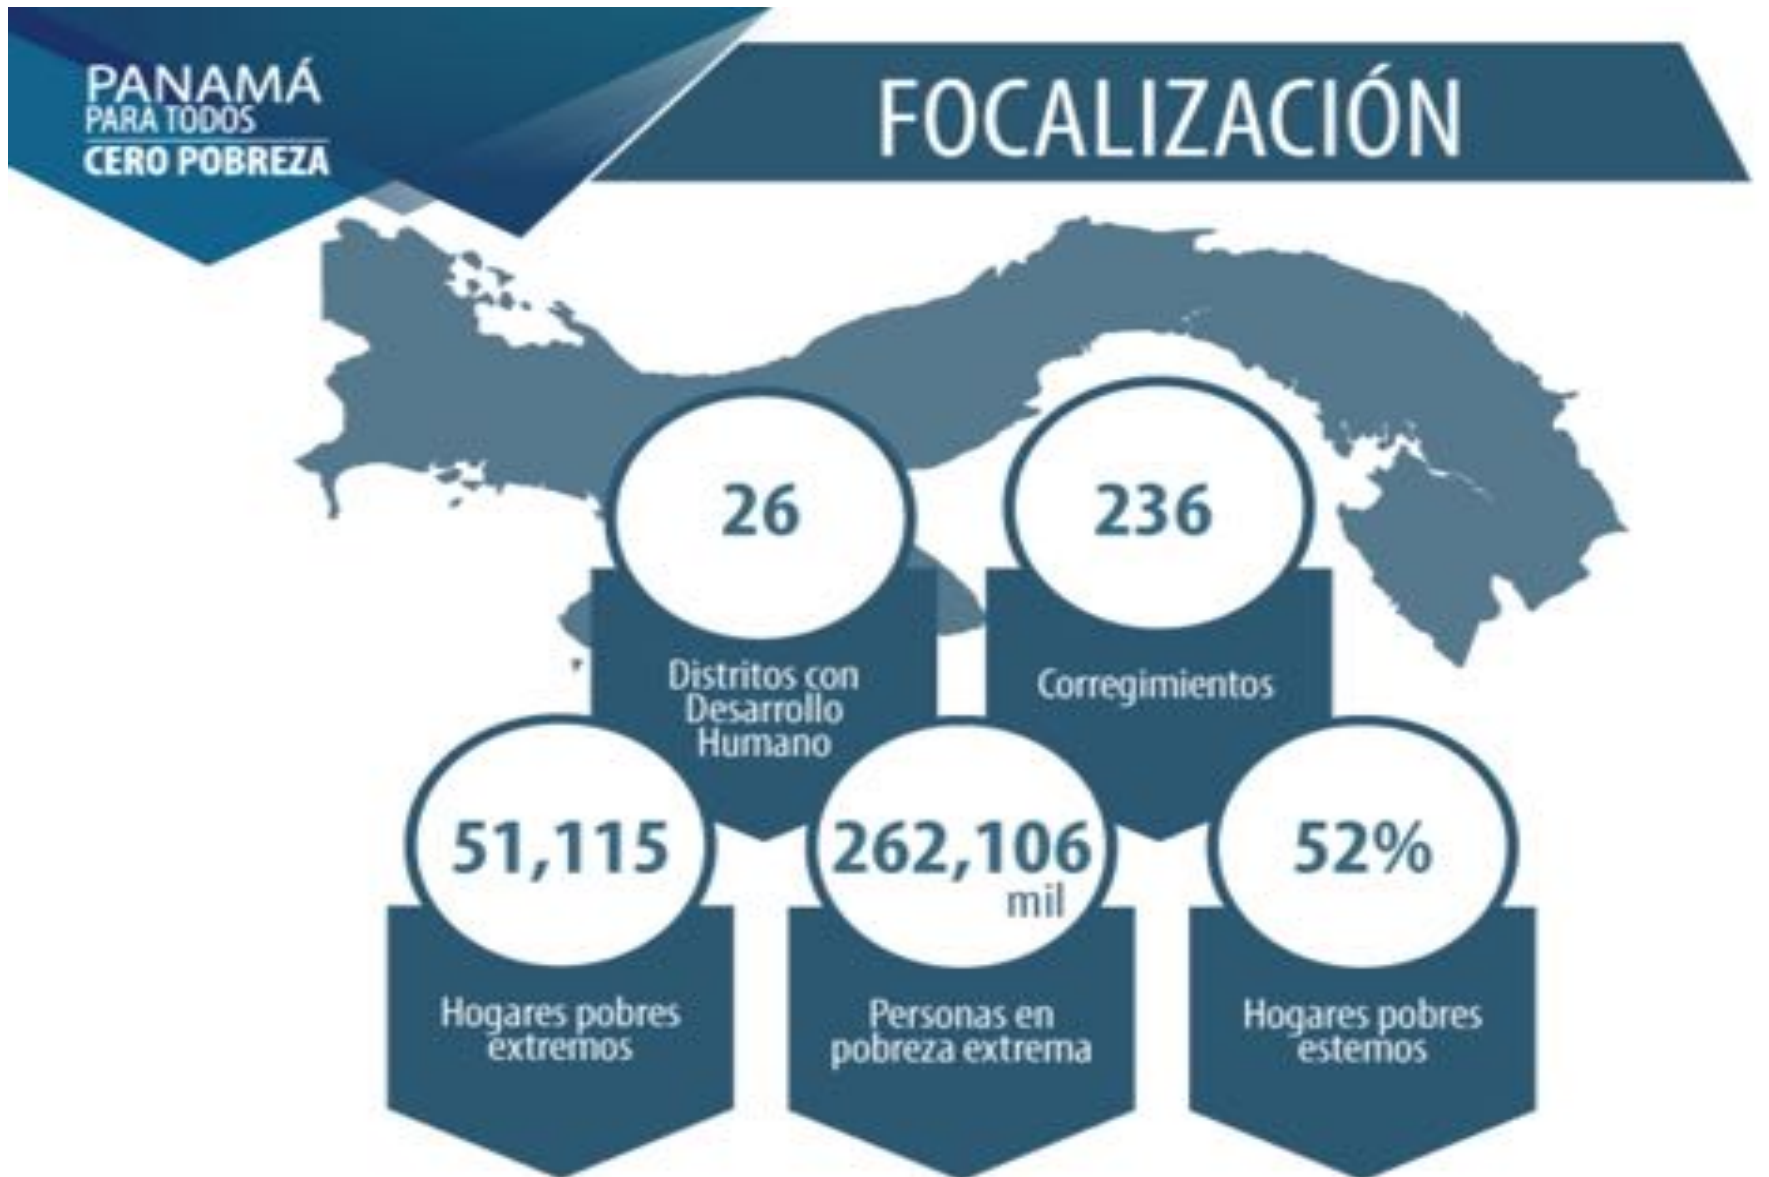 PANAMÁ
PARA TODOS
CERO POBREZA
FOCALIZACIÓN
26
Distritos con
Desarrollo
Humano
236
Corregimientos
51,115
Hogares pobres
extremos
262,106
mil
Personas en
pobreza extrema
52%
Hogares pobres
estemos